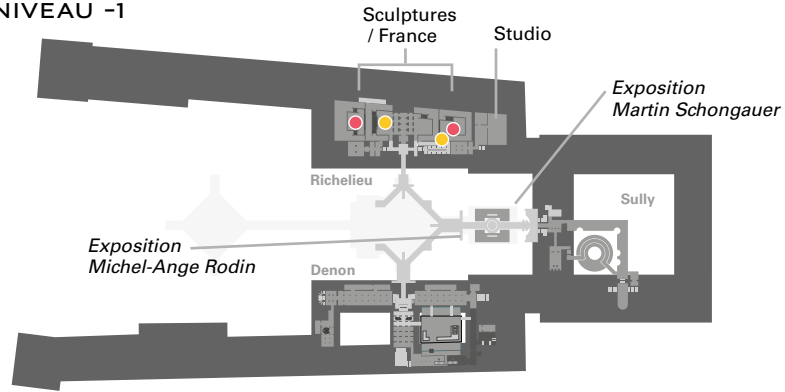 NIVEAU -1
Sculptures
/ France
Studio
Exposition
Martin Schongauer
Richelieu
Sully
Exposition
Michel-Ange Rodin
Denon